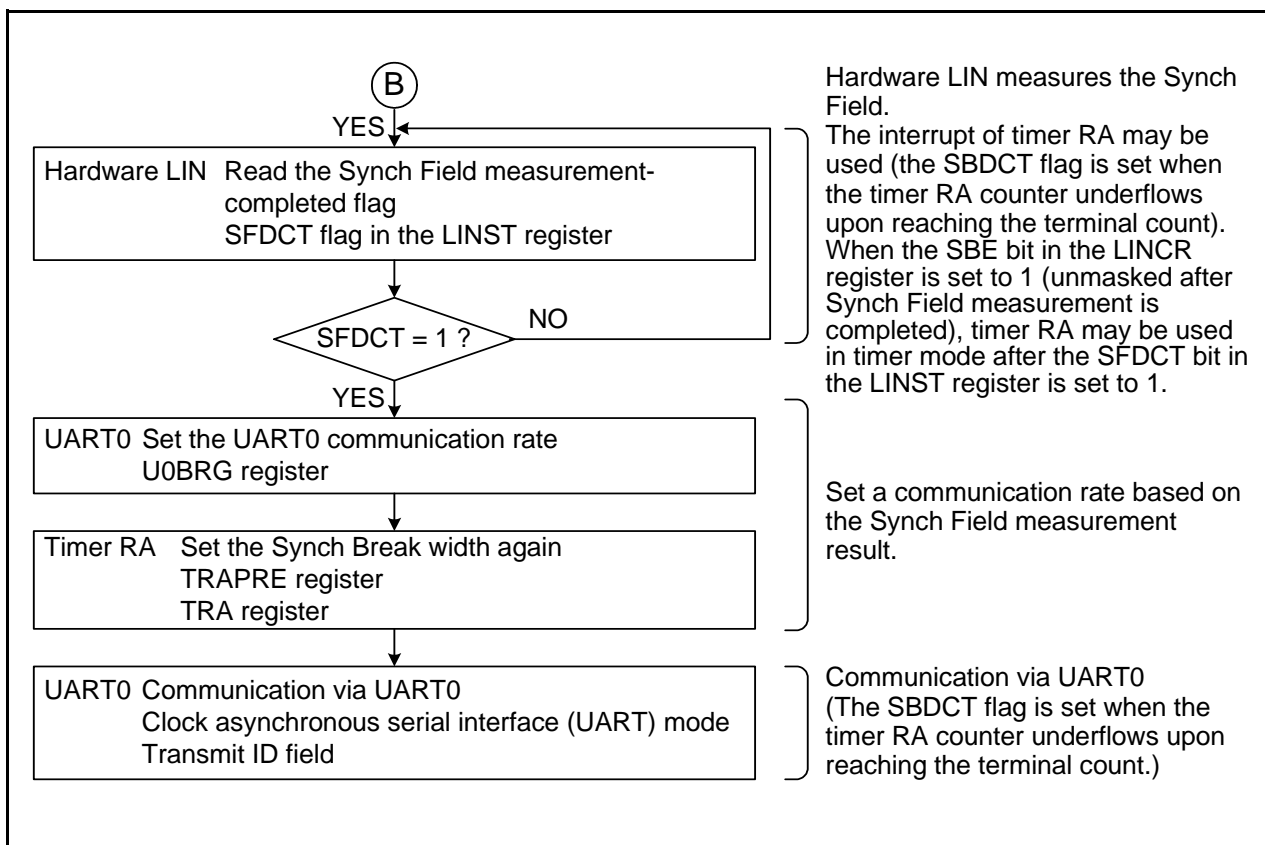 B
YES
Hardware LIN Read the Synch Field measurement-
completed flag
SFDCT flag in the LINST register
SFDCT = 1 ?
NO
YES
Hardware LIN measures the Synch
Field.
The interrupt of timer RA may be
used (the SBDCT flag is set when
the timer RA counter underflows
upon reaching the terminal count).
When the SBE bit in the LINCR
register is set to 1 (unmasked after
Synch Field measurement is
completed), timer RA may be used
in timer mode after the SFDCT bit in
the LINST register is set to 1.
UART0 Set the UART0 communication rate
U0BRG register
Timer RA Set the Synch Break width again
TRAPRE register
TRA register
Set a communication rate based on
the Synch Field measurement
result.
UART0 Communication via UART0
Clock asynchronous serial interface (UART) mode
Transmit ID field
Communication via UART0
(The SBDCT flag is set when the
timer RA counter underflows upon
reaching the terminal count.)